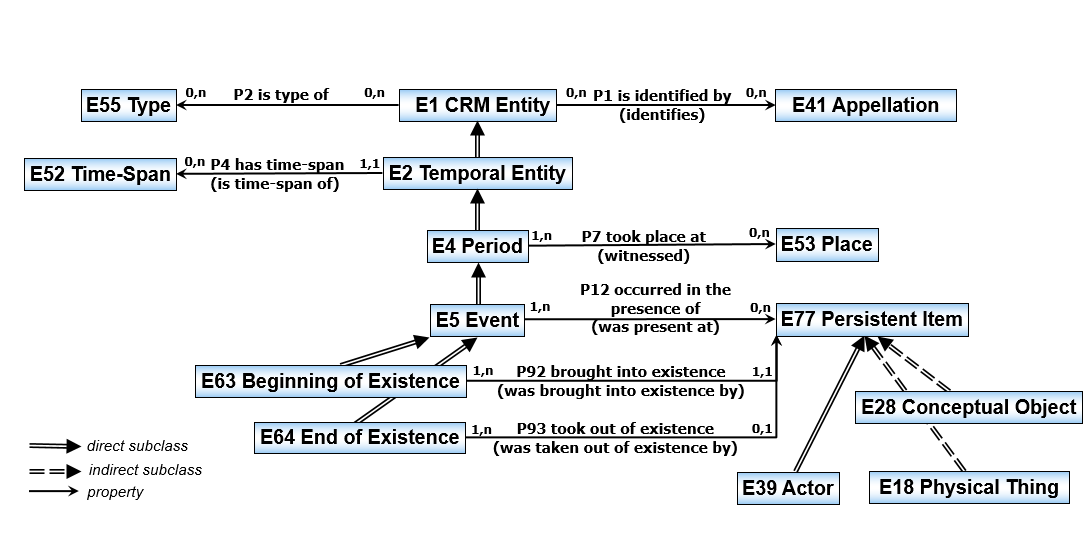 E55 Type
0,n P2 is type of 0,n
E1 CRM Entity
0,n P1 is identified by 0,n
(identifies)
E41 Appellation
E52 Time-Span
0,n P4 has time-span 1,1
(is time-span of)
E2 Temporal Entity
E4 Period
1,n P7 took place at 0,n
(witnessed)
E53 Place
E5 Event
P12 occurred in the
1,n presence of 0,n
(was present at)
E77 Persistent Item
E63 Beginning of Existence
1,n P92 brought into existence 1,1
(was brought into existence by)
E28 Conceptual Object
E64 End of Existence
1,n P93 took out of existence 0,1
(was taken out of existence by)
direct subclass
indirect subclass
property
E39 Actor
E18 Physical Thing